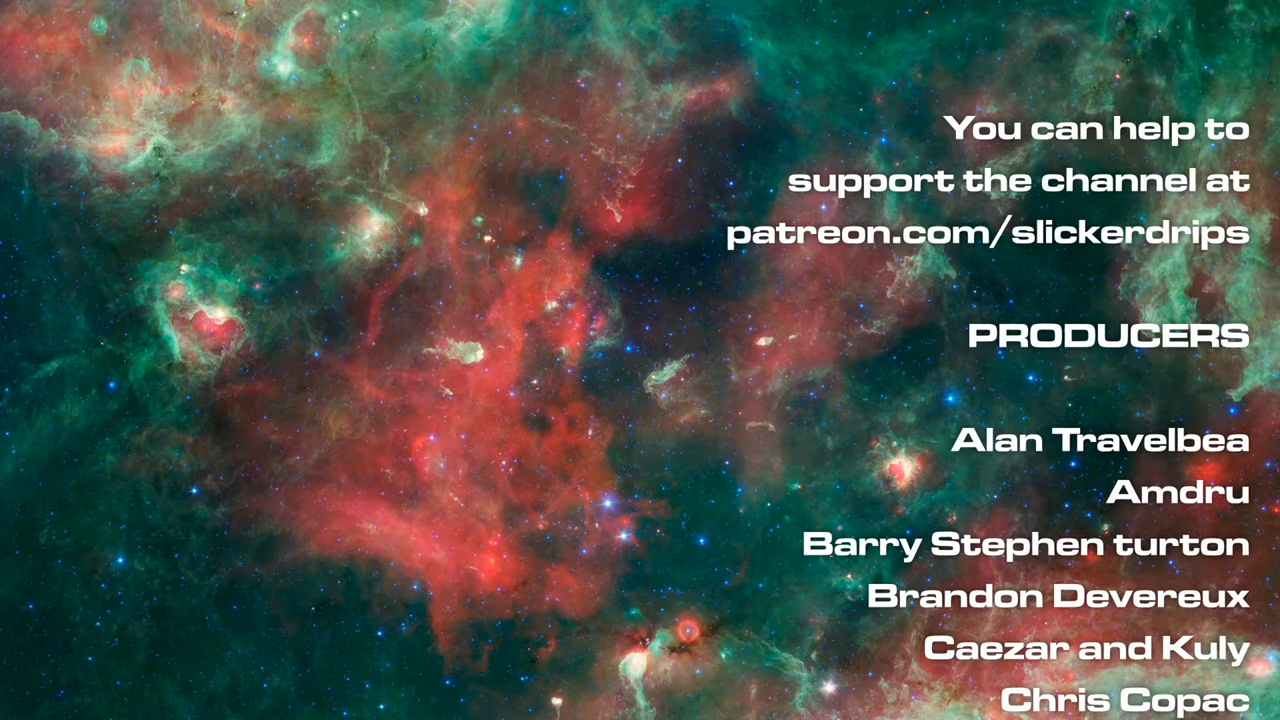 You can help to
support the channel at
patreon.com/slickerdrips
PRODUCERS
Alan Travelbea
Amdru
Barry Stephen turton
Brandon Devereux
Caezar and Kuly
Chris Copac